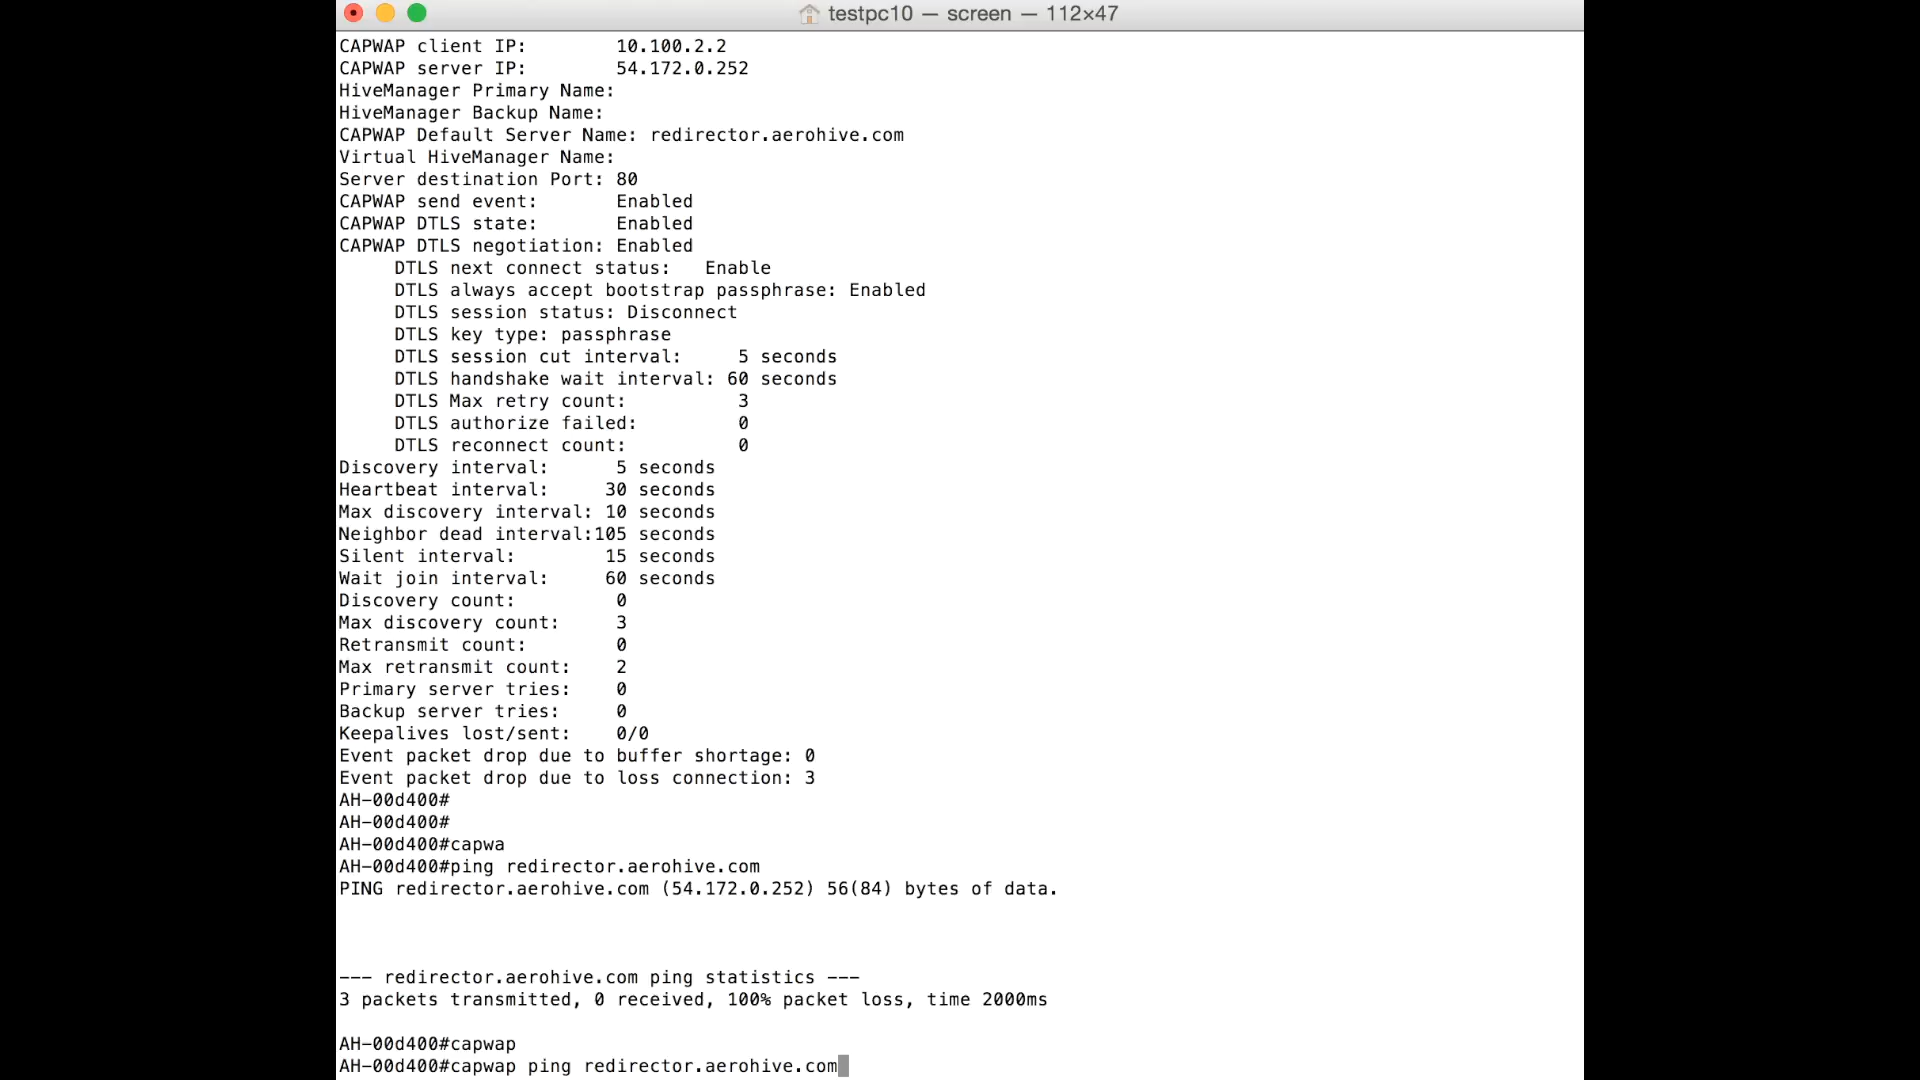 testpc10 — screen — 112×47
CAPWAP client IP:        10.100.2.2
CAPWAP server IP:        54.172.0.252
HiveManager Primary Name:
HiveManager Backup Name:
CAPWAP Default Server Name: redirector.aerohive.com
Virtual HiveManager Name:
Server destination Port: 80
CAPWAP send event:       Enabled
CAPWAP DTLS state:       Enabled
CAPWAP DTLS negotiation: Enabled
     DTLS next connect status:   Enable
     DTLS always accept bootstrap passphrase: Enabled
     DTLS session status: Disconnect
     DTLS key type: passphrase
     DTLS session cut interval:     5 seconds
     DTLS handshake wait interval: 60 seconds
     DTLS Max retry count:          3
     DTLS authorize failed:         0
     DTLS reconnect count:          0
Discovery interval:      5 seconds
Heartbeat interval:     30 seconds
Max discovery interval: 10 seconds
Neighbor dead interval:105 seconds
Silent interval:        15 seconds
Wait join interval:     60 seconds
Discovery count:         0
Max discovery count:     3
Retransmit count:        0
Max retransmit count:    2
Primary server tries:    0
Backup server tries:     0
Keepalives lost/sent:    0/0
Event packet drop due to buffer shortage: 0
Event packet drop due to loss connection: 3
AH-00d400#
AH-00d400#
AH-00d400#capwa
AH-00d400#ping redirector.aerohive.com
PING redirector.aerohive.com (54.172.0.252) 56(84) bytes of data.
--- redirector.aerohive.com ping statistics ---
3 packets transmitted, 0 received, 100% packet loss, time 2000ms
AH-00d400#capwap
AH-00d400#capwap ping redirector.aerohive.com